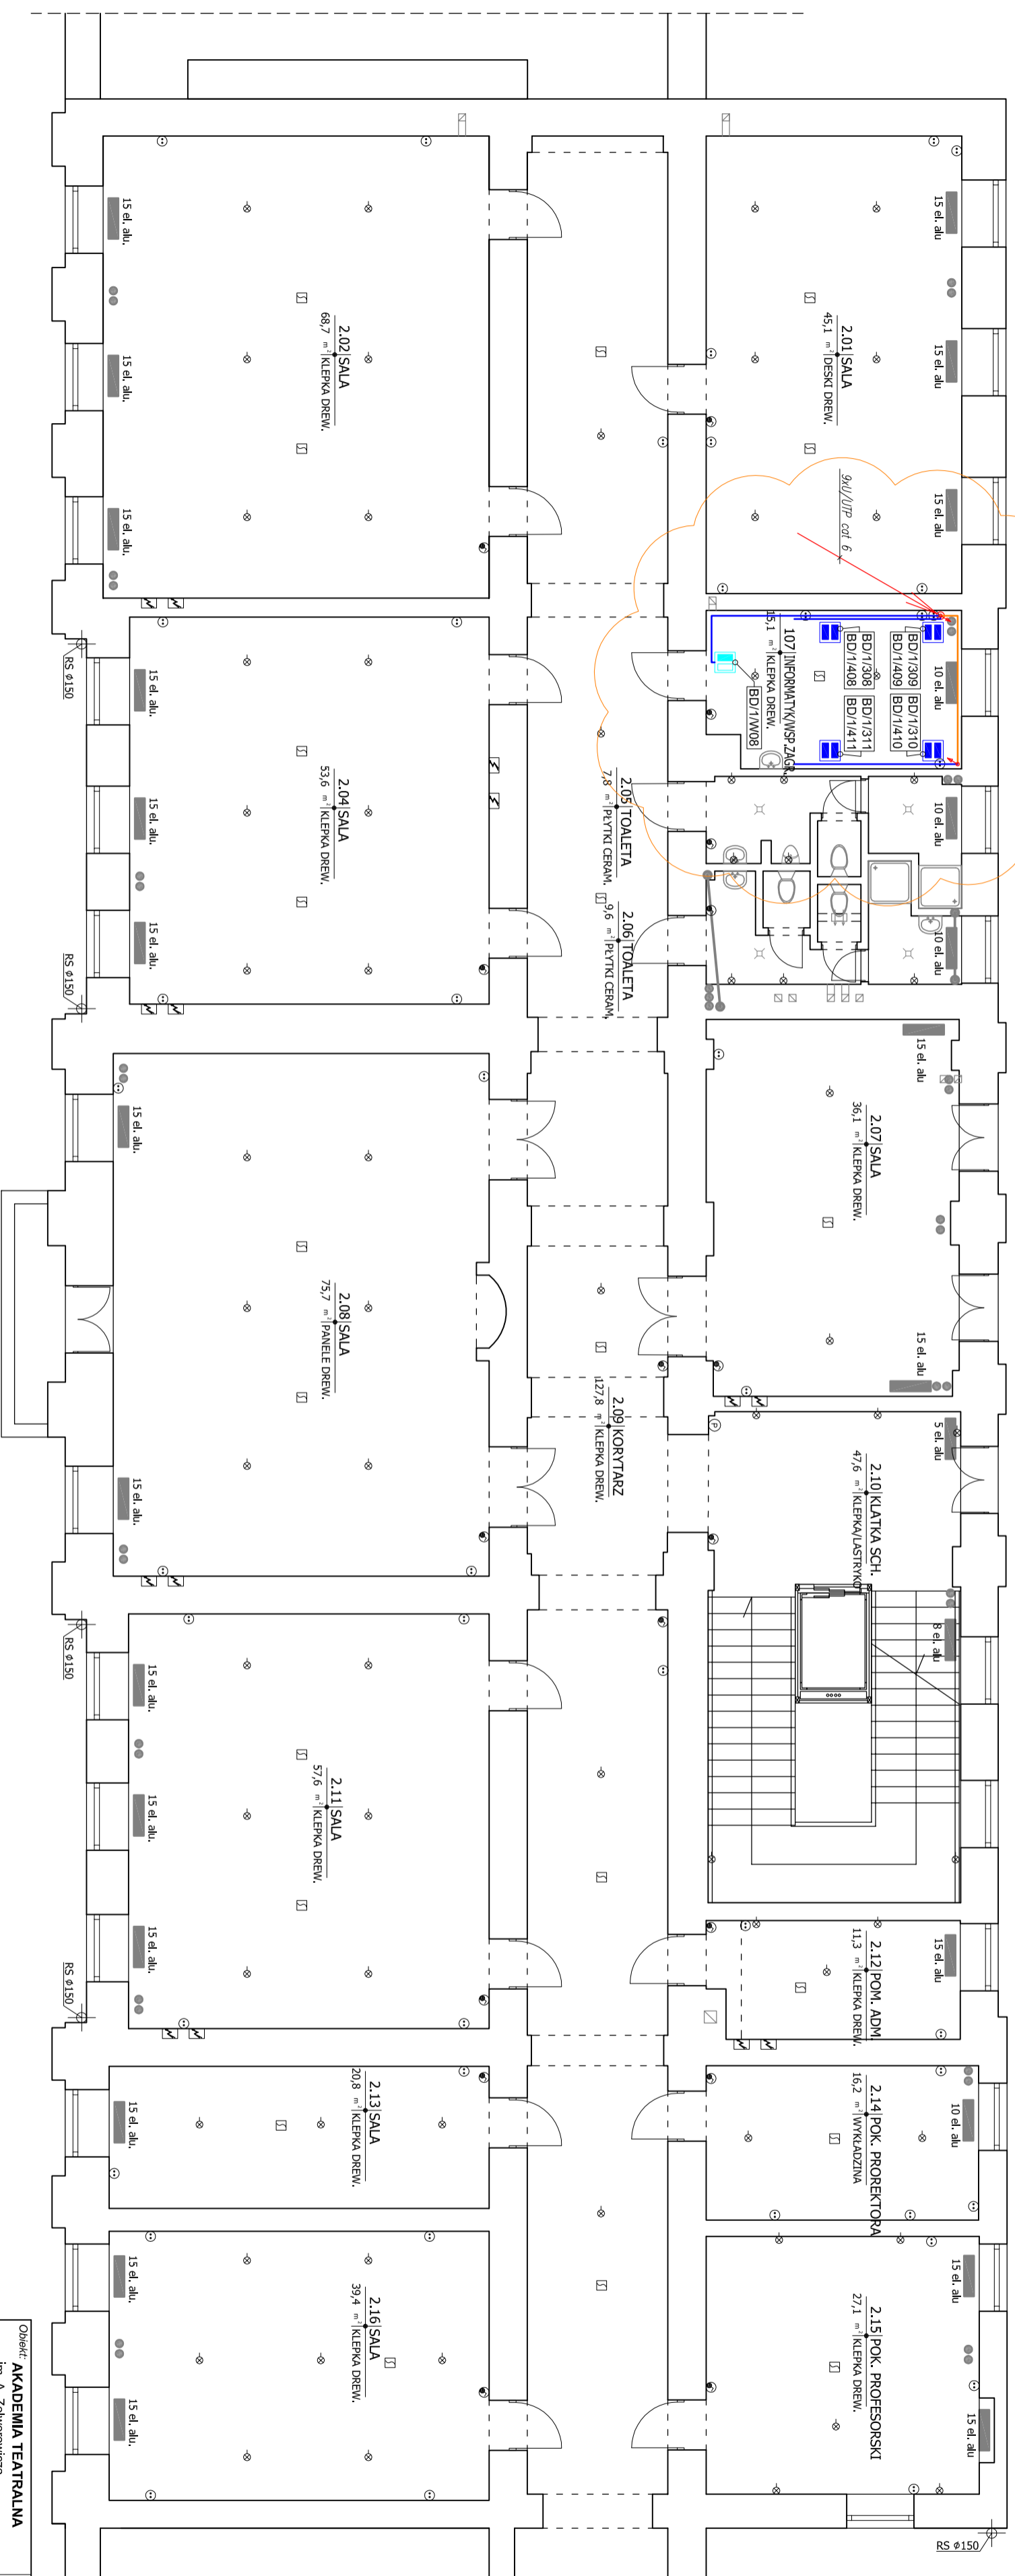 15 el. alu
15 el. alu
15 el. alu
2.01 SALA
45,1 m² DESKI DREW.
9xU/UTP cat 6
2.02 SALA
68,7 m² KLEPKA DREW.
15 el. alu.
15 el. alu.
15 el. alu.
107 INFORMATYK/WSP.ZAGR.
15,1 m² KLEPKA DREW.
BD/1/309
BD/1/409
BD/1/310
BD/1/410
BD/1/308
BD/1/408
BD/1/311
BD/1/411
BD/1/W08
10 el. alu
10 el. alu
10 el. alu
RS ϕ150
15 el. alu.
15 el. alu.
15 el. alu.
RS ϕ150
2.04 SALA
53,6 m² KLEPKA DREW.
2.05 TOALETA
7,8 m² PŁYTKI CERAM.
2.06 TOALETA
9,6 m² PŁYTKI CERAM.
15 el. alu
2.07 SALA
36,1 m² KLEPKA DREW.
15 el. alu
15 el. alu.
2.08 SALA
75,7 m² PANELE DREW.
15 el. alu.
2.09 KORYTARZ
127,8 m² KLEPKA DREW.
5 el. alu
P
2.10 KLATKA SCH.
47,6 m² KLEPKA/LASTRYKO
8 el. alu
RS ϕ150
15 el. alu.
15 el. alu.
15 el. alu.
RS ϕ150
2.11 SALA
57,6 m² KLEPKA DREW.
15 el. alu
2.12 POM. ADM.
11,3 m² KLEPKA DREW.
2.13 SALA
20,8 m² KLEPKA DREW.
15 el. alu.
10 el. alu
2.14 POK. PROREKTORA
16,2 m² WYKŁADZINA
15 el. alu
2.15 POK. PROFESORSKI
27,1 m² KLEPKA DREW.
15 el. alu
RS ϕ150
2.16 SALA
39,4 m² KLEPKA DREW.
15 el. alu.
15 el. alu.
Obiekt: AKADEMIA TEATRALNA